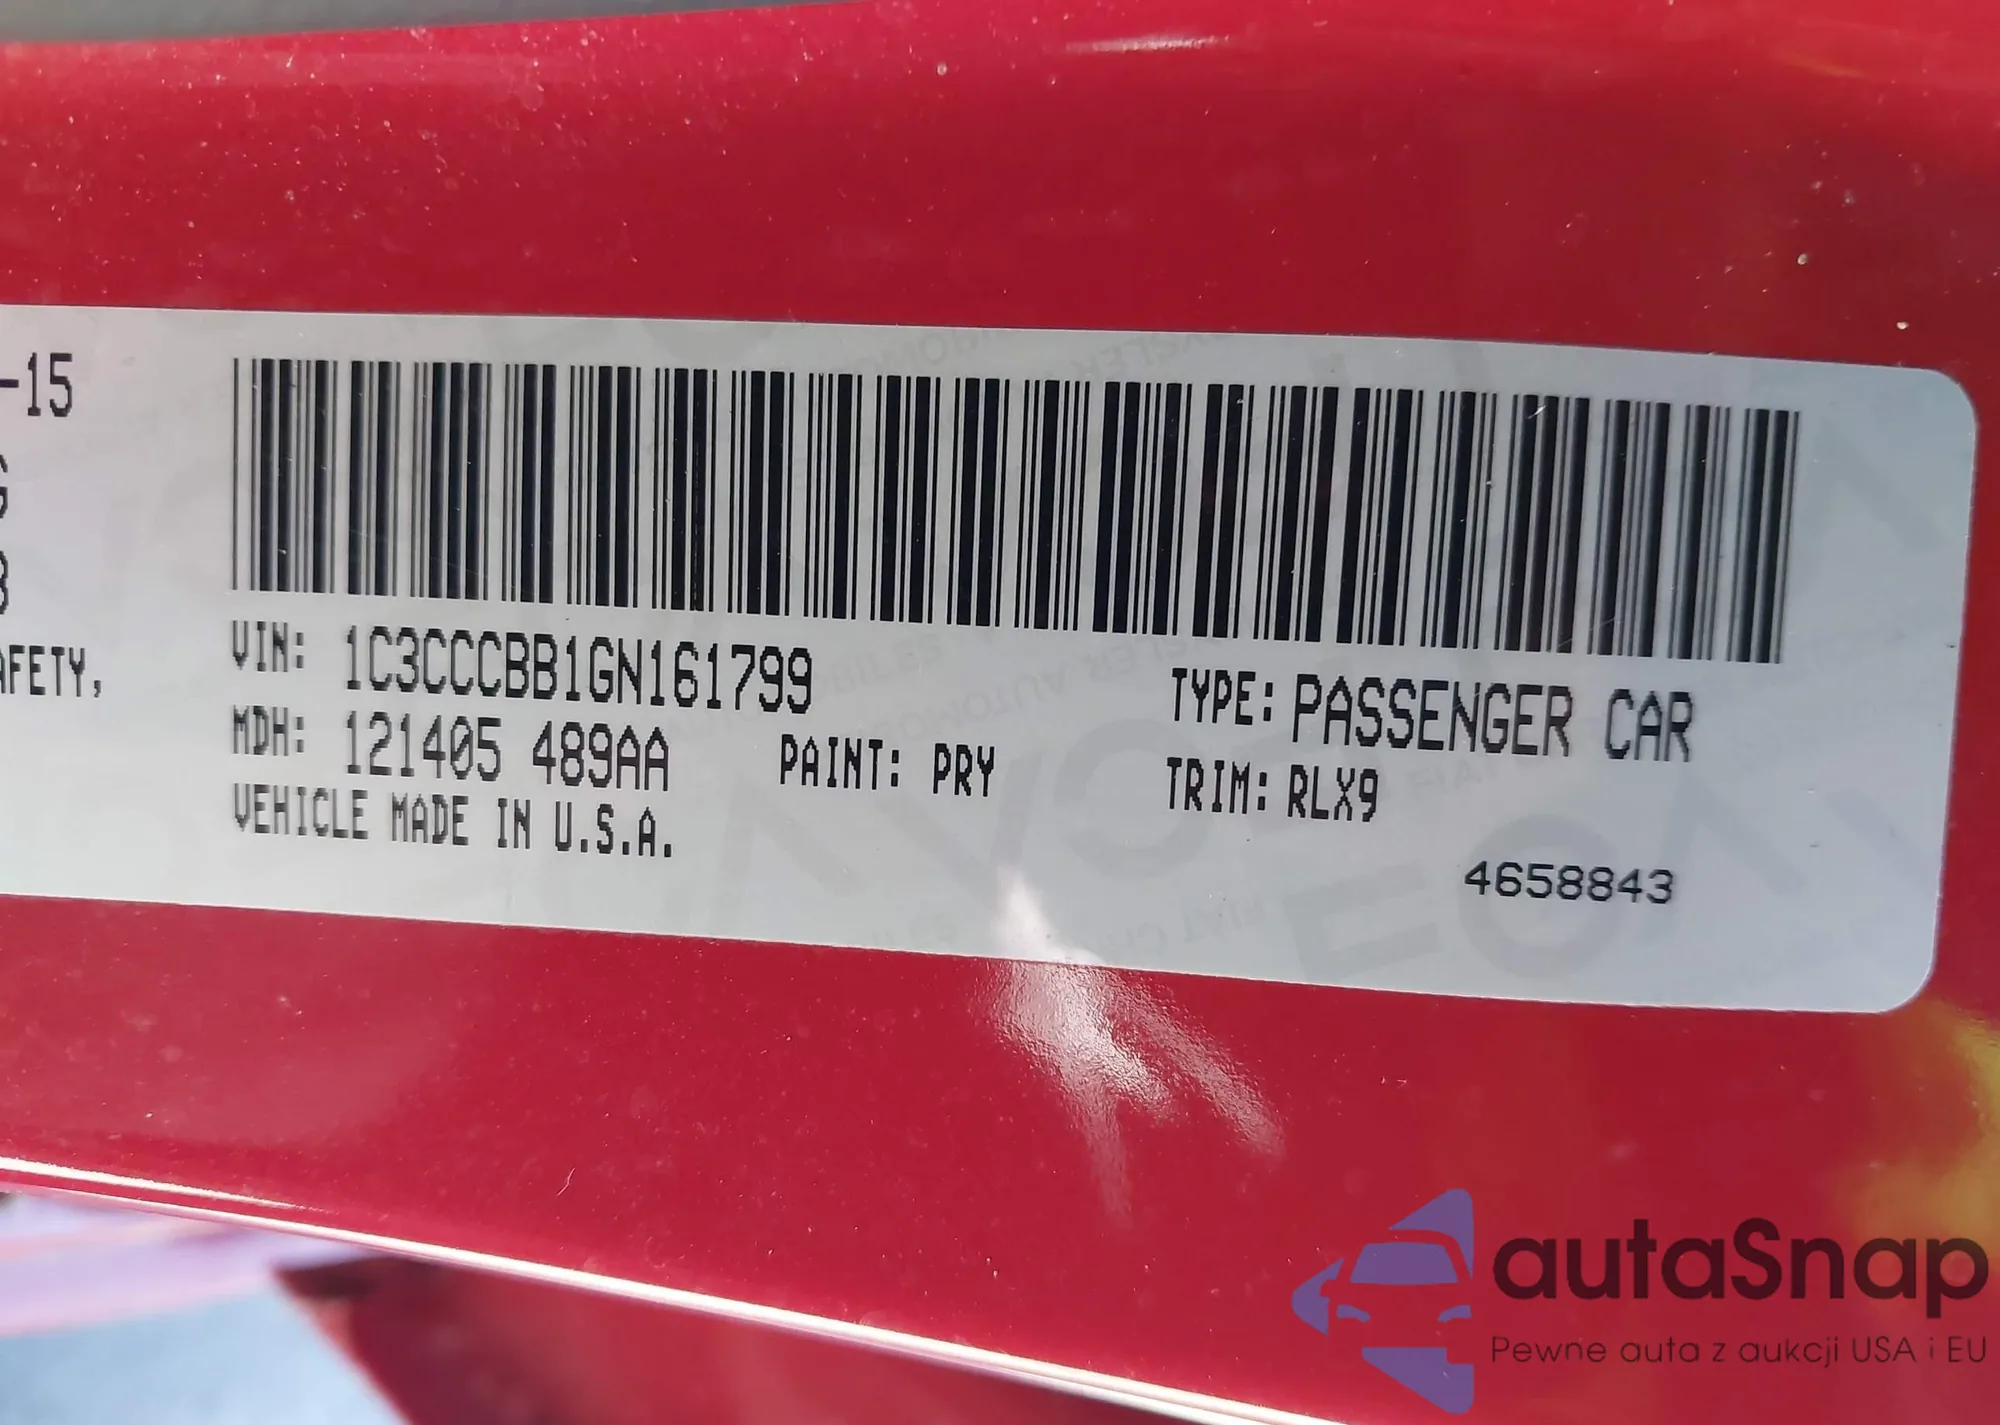 -15
G
AFETY,
VIN: 1C3CCCBB1GN161799
TYPE: PASSENGER CAR
MDH: 121405 489AA
PAINT: PRY
TRIM: RLX9
VEHICLE MADE IN U.S.A.
4658843
autaSnap
Pewne auta z aukcji USA i EU